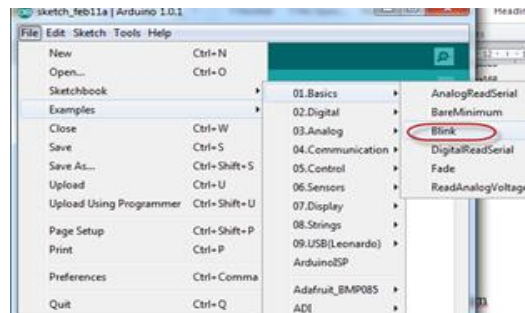 sketch_feb11a | Arduino 1.0.1
File Edit Sketch Tools Help
New Ctrl+N
Open... Ctrl+O
Sketchbook
Examples
Close Ctrl+W
Save Ctrl+S
Save As... Ctrl+Shift+S
Upload Ctrl+U
Upload Using Programmer Ctrl+Shift+U
Page Setup Ctrl+Shift+P
Print Ctrl+P
Preferences Ctrl+Comma
Quit Ctrl+Q
01.Basics
02.Digital
03.Analog
04.Communication
05.Control
06.Sensors
07.Display
08.Strings
09.USB(Leonardo)
ArduinoISP
Adafruit_BMP085
ADI
AnalogReadSerial
BareMinimum
Blink
DigitalReadSerial
Fade
ReadAnalogVoltage
Headin